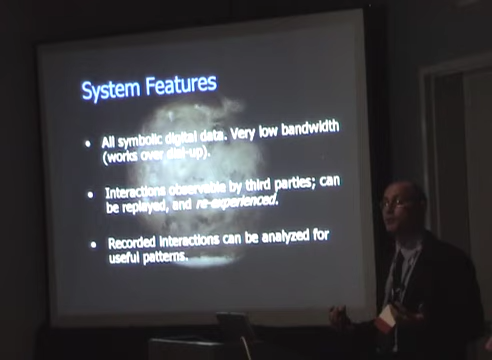 System Features
• All symbolic digital data. Very low bandwidth
(works over dial-up).
• Interactions observable by third parties; can
be replayed, and re-experienced.
• Recorded interactions can be analyzed for
useful patterns.